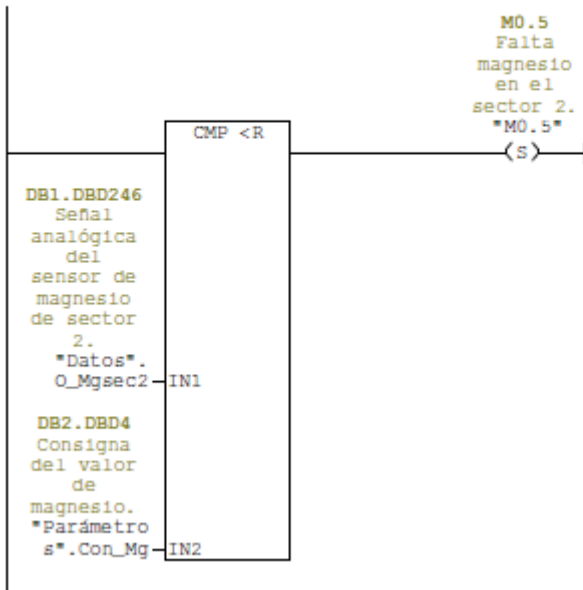 M0.5
Falta
magnesio
en el
sector 2.
"M0.5"
(S)
CMP <R
DB1.DBD246
Señal
analógica
del
sensor de
magnesio
de sector
2.
"Datos".
O_Mgsec2
IN1
DB2.DBD4
Consigna
del valor
de
magnesio.
"Parámetro
s".Con_Mg
IN2